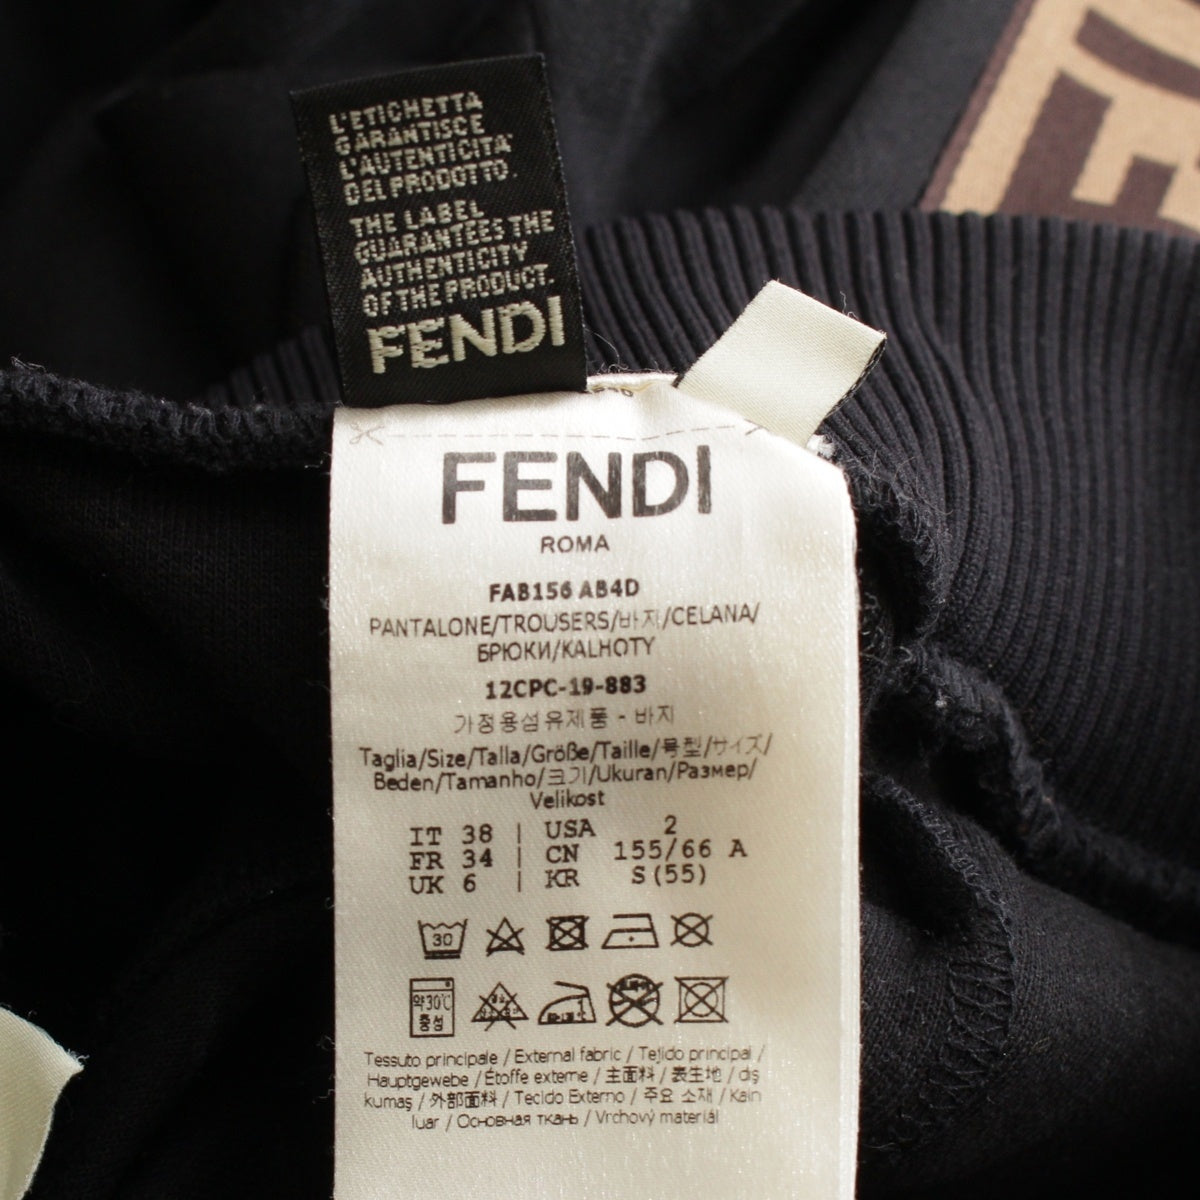 L'ETICHETTA
GARANTISCE
L'AUTENTICITA'
DEL PRODOTTO.
THE LABEL
GUARANTEES THE
AUTHENTICITY
OF THE PRODUCT.
FENDI
FENDI
ROMA
FAB156 AB4D
PANTALONE/TROUSERS/바지/CELANA/
БРЮКИ/KALHOTY
12CPC-19-883
가정용섬유제품 - 바지
Taglia/Size/Talla/Größe/Taille/号型/サイズ/
Beden/Tamanho/크기/Ukuran/Размер/
Velikost
IT 38 | USA 2
FR 34 | CN 155/66 A
UK 6 | KR S(55)
30
약30℃
중성
Tessuto principale / External fabric / Tejido principal /
Hauptgewebe / Étoffe externe / 主面料 / 表生地 / dış
kumaş / 外部面料 / Tecido Externo / 주요 소재 / Kain
luar / Основная ткань / Vrchový materiál